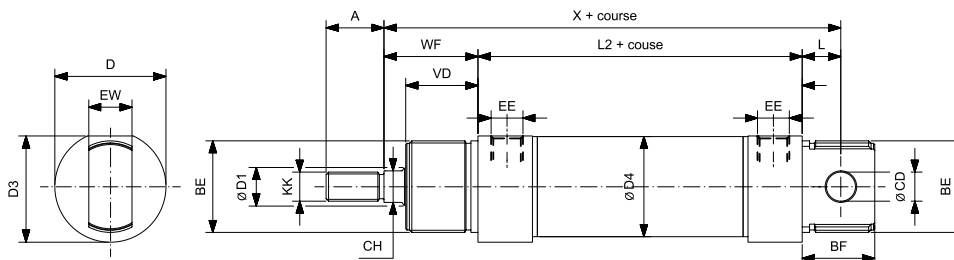 X + course
A
WF
L2 + couse
L
D
VD
EW
EE
EE
D3
BE
Ø D1
KK
Ø D4
Ø CD
BE
CH
BF